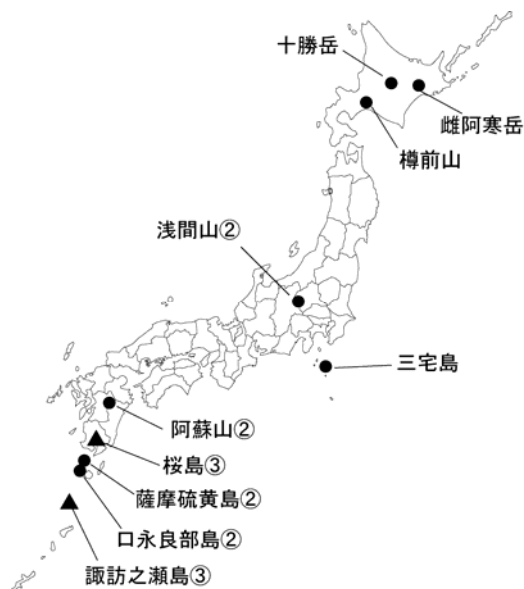 十勝岳
雌阿寒岳
樽前山
浅間山②
三宅島
阿蘇山②
桜島③
薩摩硫黄島②
口永良部島②
諏訪之瀬島③